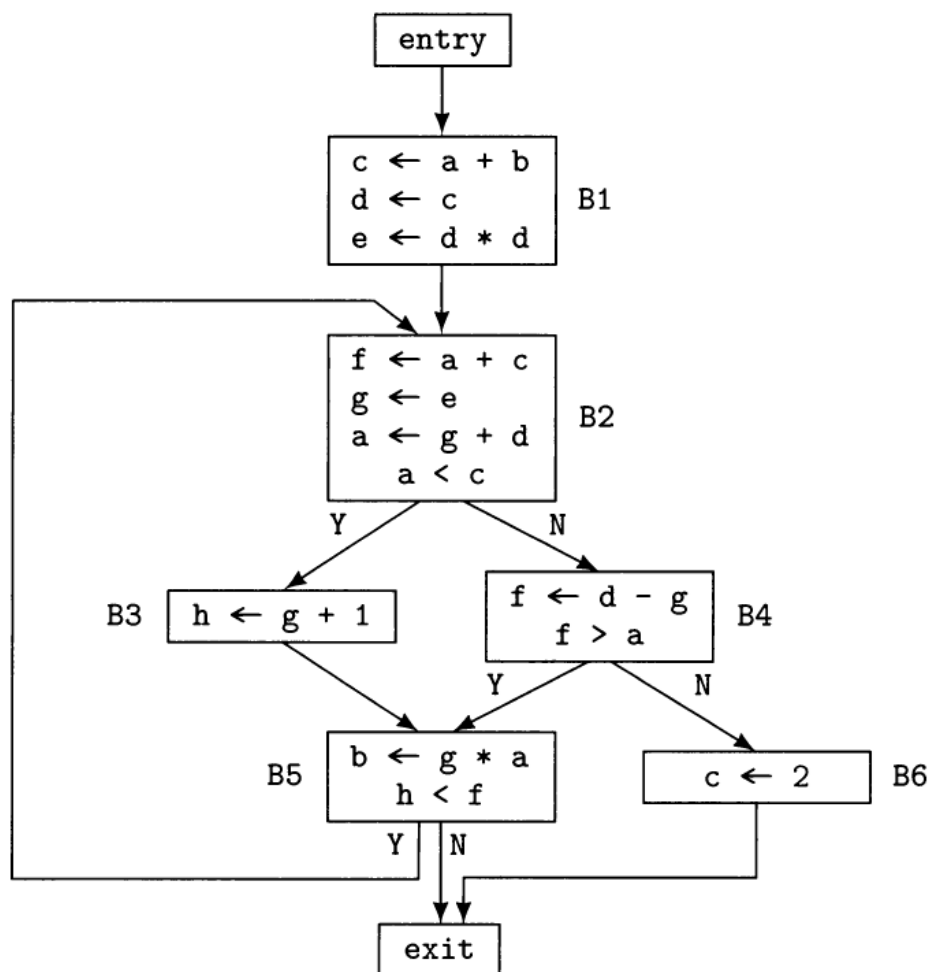 entry
c ← a + b
d ← c
e ← d * d
B1
f ← a + c
g ← e
a ← g + d
a < c
B2
Y
N
B3
h ← g + 1
f ← d - g
f > a
B4
Y
N
B5
b ← g * a
h < f
c ← 2
B6
Y
N
exit